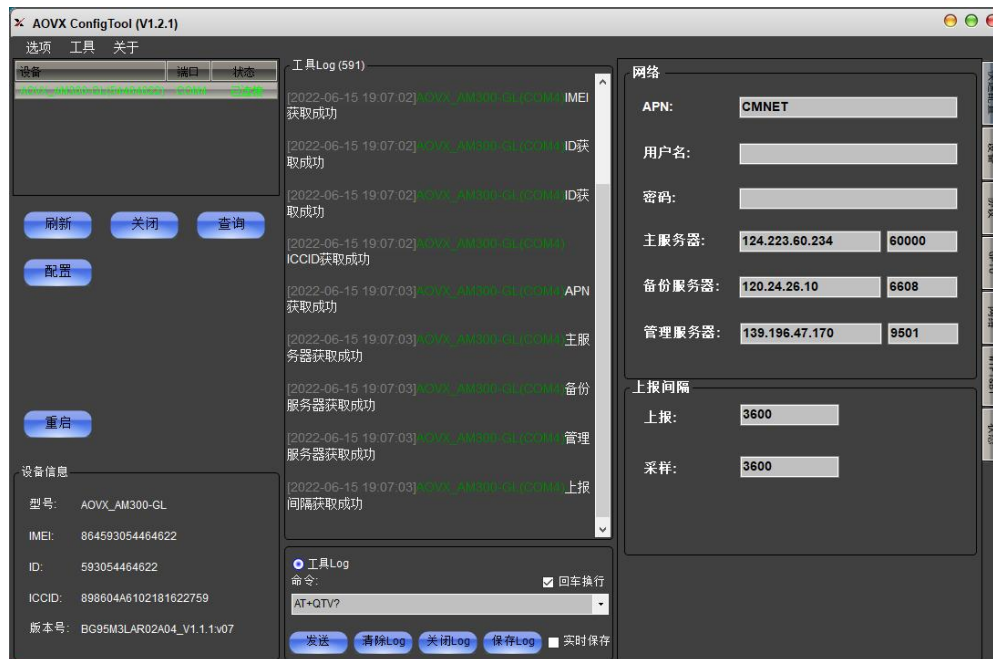 AOVX ConfigTool (V1.2.1)
选项 工具 关于
设备 端口 状态
AOVX_AM300-GL(54464622) COM4 已连接
刷新 关闭 查询
配置
重启
设备信息
型号: AOVX_AM300-GL
IMEI: 864593054464622
ID: 593054464622
ICCID: 898604A6102181622759
版本号: BG95M3LAR02A04_V1.1.1:v07
工具Log (591)
[2022-06-15 19:07:02]AOVX_AM300-GL(COM4)IMEI
获取成功
[2022-06-15 19:07:02]AOVX_AM300-GL(COM4)ID获
取成功
[2022-06-15 19:07:02]AOVX_AM300-GL(COM4)ID获
取成功
[2022-06-15 19:07:02]AOVX_AM300-GL(COM4)
ICCID获取成功
[2022-06-15 19:07:03]AOVX_AM300-GL(COM4)APN
获取成功
[2022-06-15 19:07:03]AOVX_AM300-GL(COM4)主服
务器获取成功
[2022-06-15 19:07:03]AOVX_AM300-GL(COM4)备份
服务器获取成功
[2022-06-15 19:07:03]AOVX_AM300-GL(COM4)管理
服务器获取成功
[2022-06-15 19:07:03]AOVX_AM300-GL(COM4)上报
间隔获取成功
工具Log
命令: 回车换行
AT+QTV?
发送 清除Log 关闭Log 保存Log 实时保存
网络
APN: CMNET
用户名:
密码:
主服务器: 124.223.60.234 60000
备份服务器: 120.24.26.10 6608
管理服务器: 139.196.47.170 9501
上报间隔
上报: 3600
采样: 3600